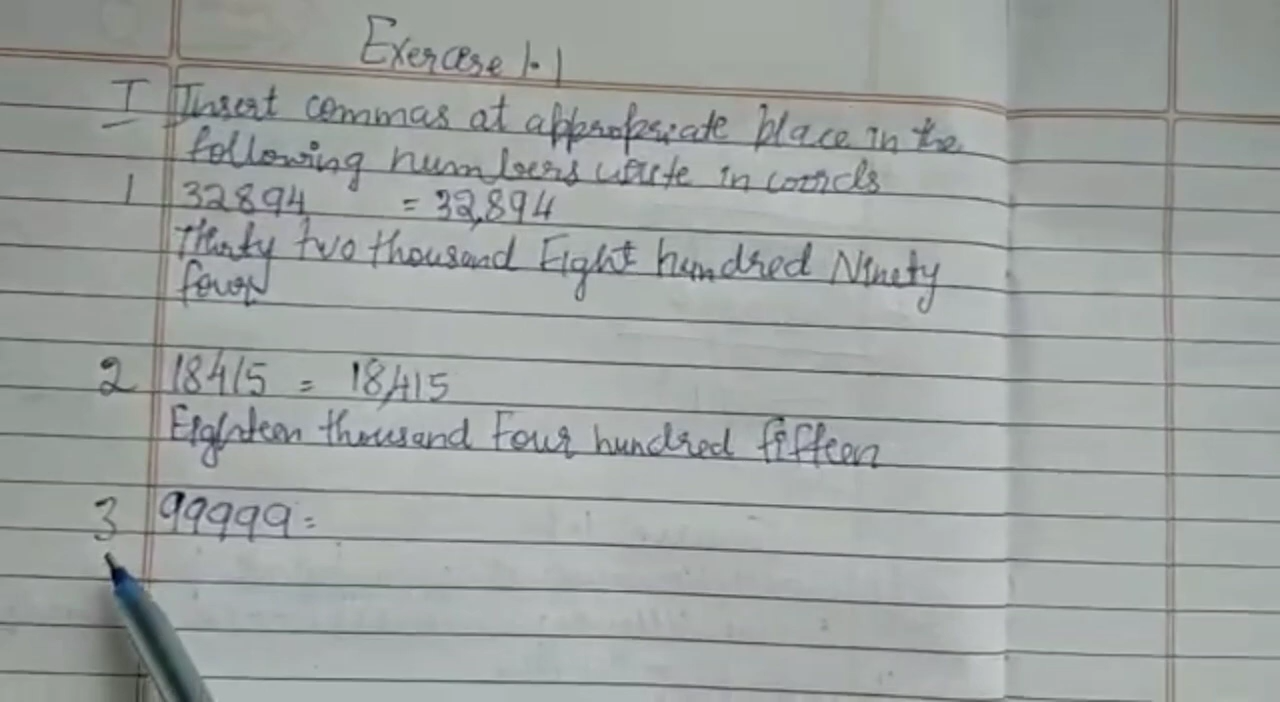 Exercise 1.1
I Insert commas at appropriate place in the
following numbers write in words
1 32894 = 32,894
Thirty two thousand Eight hundred Ninety
four
2 18415 = 18,415
Eighteen thousand Four hundred fifteen
3 99999=